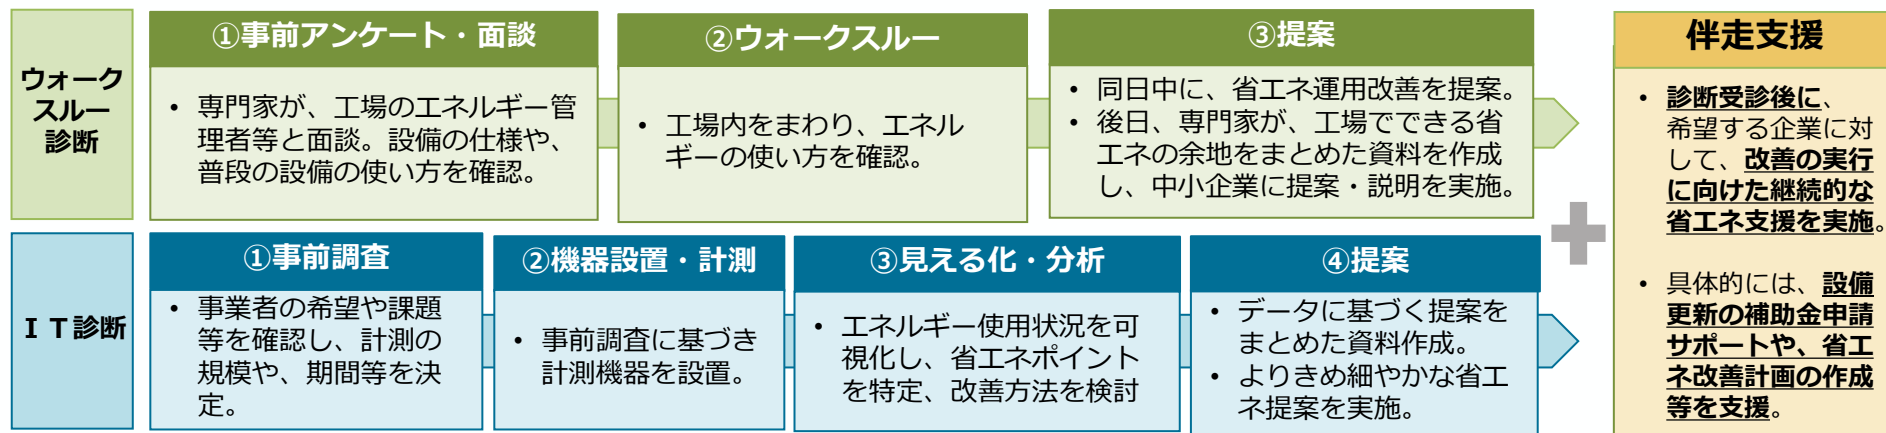 ウォーク
スルー
診断
①事前アンケート・面談
• 専門家が、工場のエネルギー管
理者等と面談。設備の仕様や、
普段の設備の使い方を確認。
②ウォークスルー
• 工場内をまわり、エネル
ギーの使い方を確認。
③提案
• 同日中に、省エネ運用改善を提案。
• 後日、専門家が、工場でできる省
エネの余地をまとめた資料を作成
し、中小企業に提案・説明を実施。
ＩＴ診断
①事前調査
• 事業者の希望や課題
等を確認し、計測の
規模や、期間等を決
定。
②機器設置・計測
• 事前調査に基づき
計測機器を設置。
③見える化・分析
• エネルギー使用状況を可
視化し、省エネポイント
を特定、改善方法を検討
④提案
• データに基づく提案を
まとめた資料作成。
• よりきめ細やかな省エ
ネ提案を実施。
伴走支援
• 診断受診後に、
希望する企業に対
して、改善の実行
に向けた継続的な
省エネ支援を実施。
• 具体的には、設備
更新の補助金申請
サポートや、省エ
ネ改善計画の作成
等を支援。